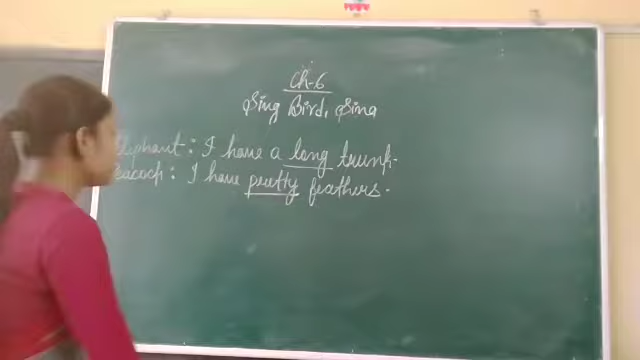 Ch-6
Sing Bird, Sing
Elephant: I have a long trunk.
Peacock: I have pretty feathers.